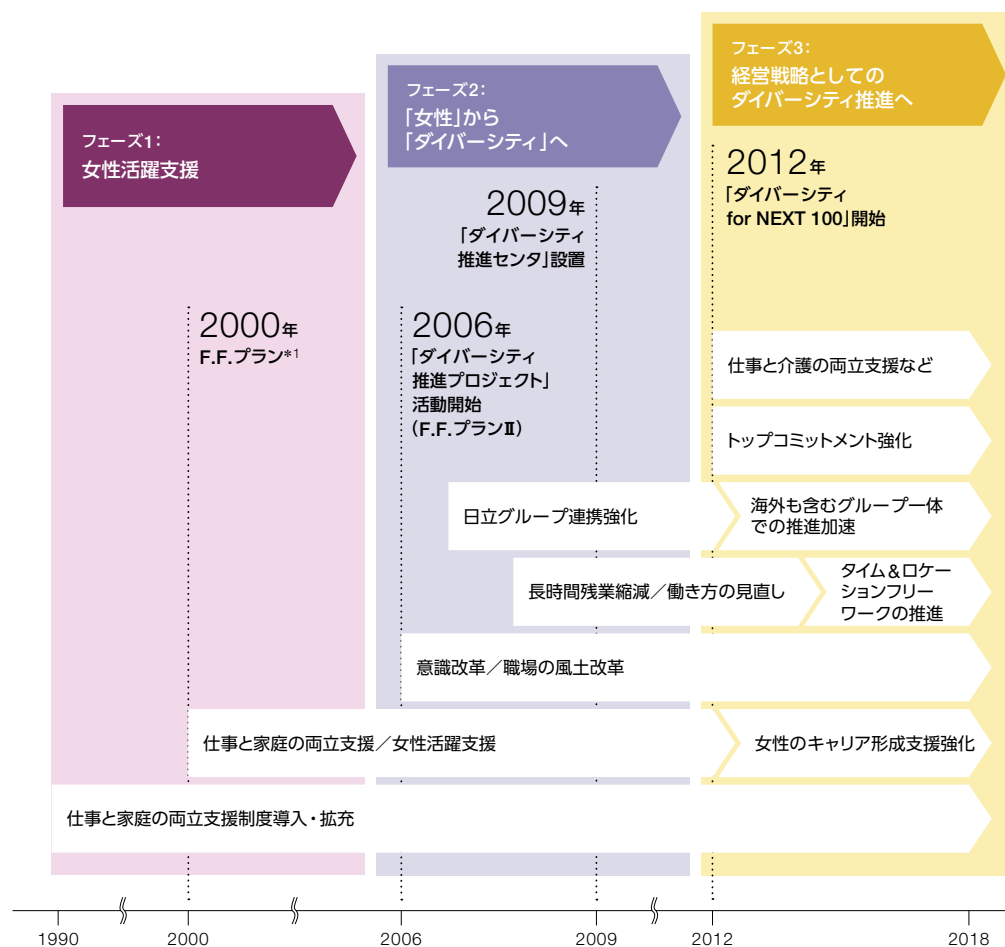 フェーズ1：
女性活躍支援
フェーズ2：
「女性」から
「ダイバーシティ」へ
フェーズ3：
経営戦略としての
ダイバーシティ推進へ
2000年
F.F.プラン*1
2006年
「ダイバーシティ
推進プロジェクト」
活動開始
（F.F.プランⅡ）
2009年
「ダイバーシティ
推進センタ」設置
2012年
「ダイバーシティ
for NEXT 100」開始
仕事と介護の両立支援など
トップコミットメント強化
日立グループ連携強化
海外も含むグループ一体
での推進加速
長時間残業縮減／働き方の見直し
タイム＆ロケー
ションフリー
ワークの推進
意識改革／職場の風土改革
仕事と家庭の両立支援／女性活躍支援
女性のキャリア形成支援強化
仕事と家庭の両立支援制度導入・拡充
1990
2000
2006
2009
2012
2018